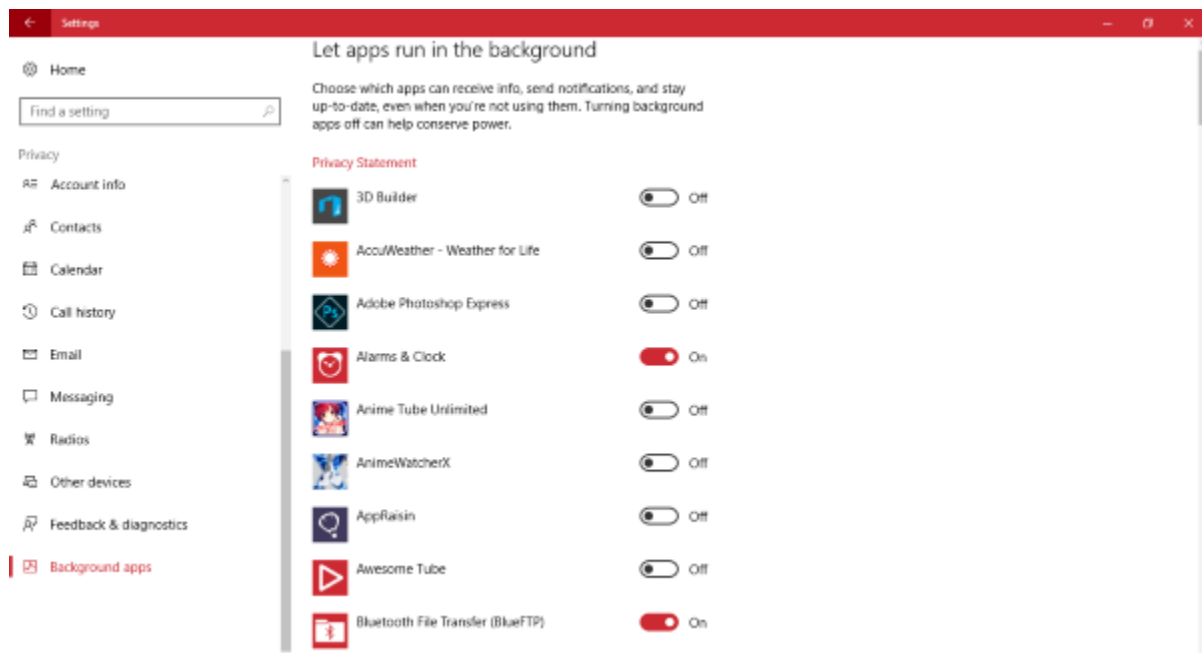 Settings
Home
Find a setting
Privacy
Account info
Contacts
Calendar
Call history
Email
Messaging
Radios
Other devices
Feedback & diagnostics
Background apps
Let apps run in the background
Choose which apps can receive info, send notifications, and stay
up-to-date, even when you're not using them. Turning background
apps off can help conserve power.
Privacy Statement
3D Builder Off
AccuWeather - Weather for Life Off
Ps
Adobe Photoshop Express Off
Alarms & Clock On
Anime Tube Unlimited Off
AnimeWatcherX Off
AppRaisin Off
Awesome Tube Off
Bluetooth File Transfer (BlueFTP) On